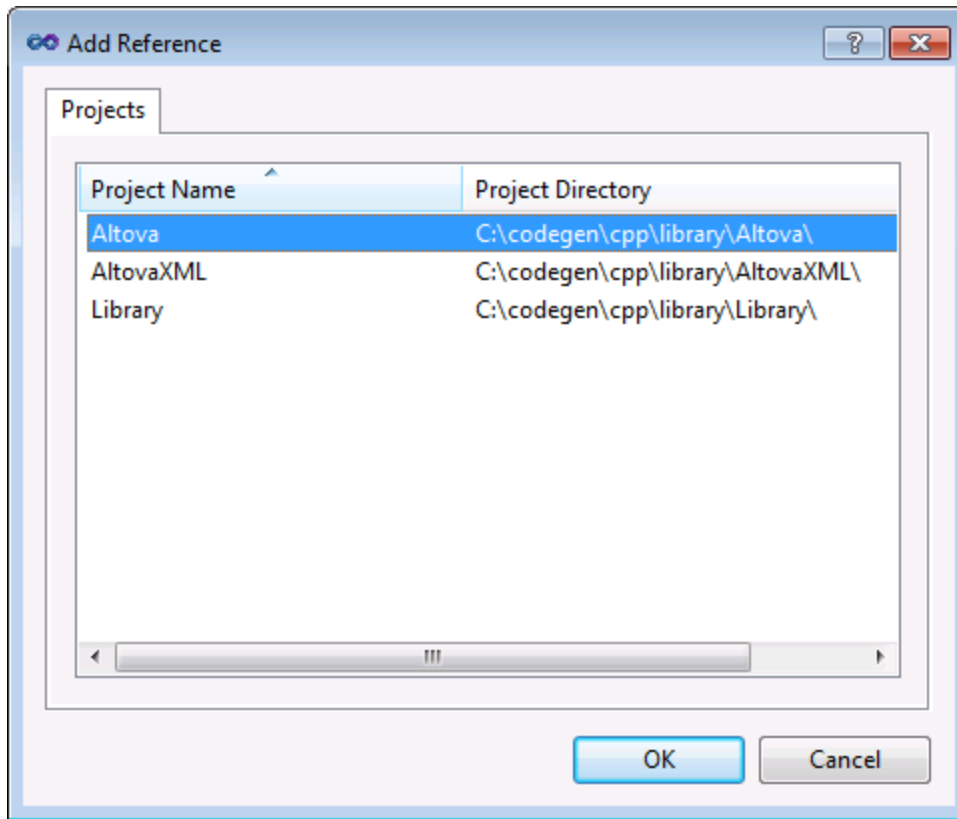 Add Reference
Projects
Project Name Project Directory
Altova C:\codegen\cpp\library\Altova\
AltovaXML C:\codegen\cpp\library\AltovaXML\
Library C:\codegen\cpp\library\Library\
OK Cancel